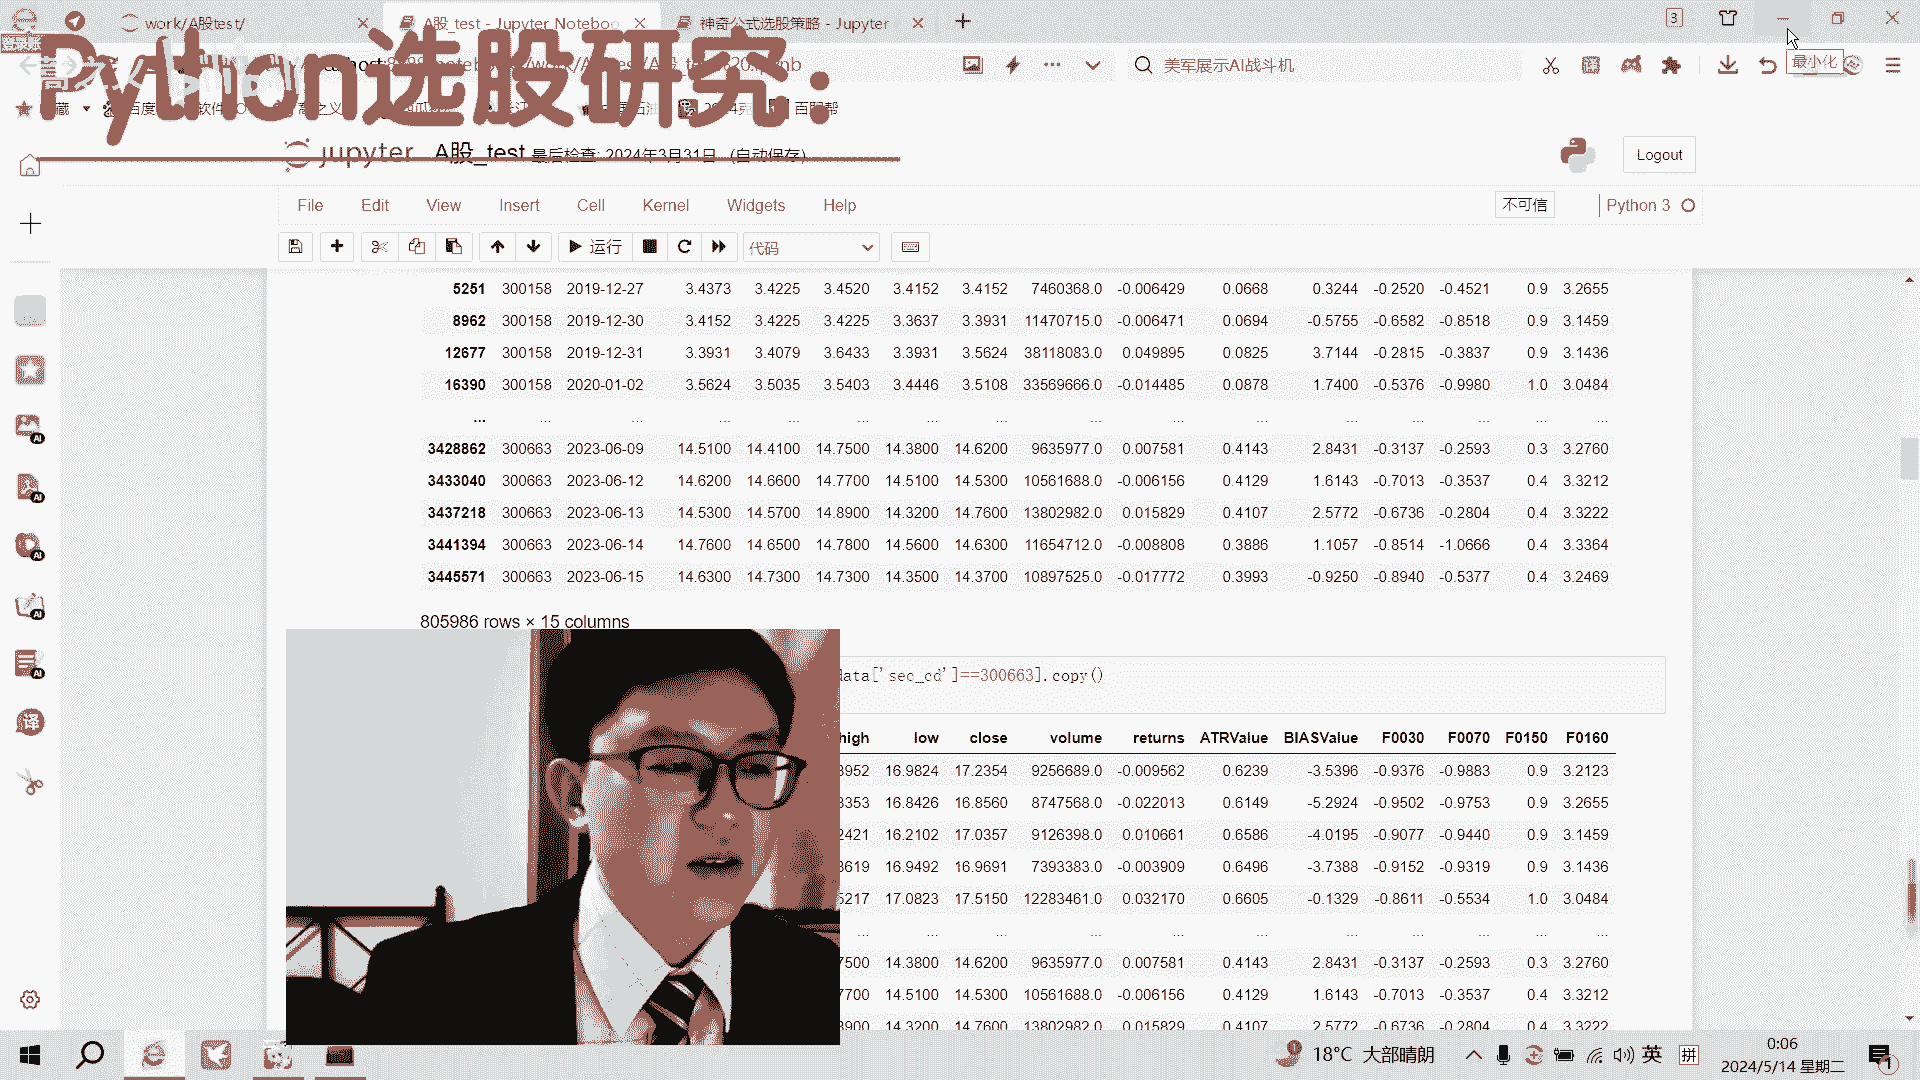 work/A股test/
A股_test - Jupyter Notebook
神奇公式选股策略 - Jupyter
3
Python选股研究：
美军展示AI战斗机
最小化
jupyter A股_test 最后检查: 2024年3月31日 (自动保存)
Logout
File Edit View Insert Cell Kernel Widgets Help
不可信
Python 3
运行
代码
5251 300158 2019-12-27 3.4373 3.4225 3.4520 3.4152 3.4152 7460368.0 -0.006429 0.0668 0.3244 -0.2520 -0.4521 0.9 3.2655
8962 300158 2019-12-30 3.4152 3.4225 3.4225 3.3637 3.3931 11470715.0 -0.006471 0.0694 -0.5755 -0.6582 -0.8518 0.9 3.1459
12677 300158 2019-12-31 3.3931 3.4079 3.6433 3.3931 3.5624 38118083.0 0.049895 0.0825 3.7144 -0.2815 -0.3837 0.9 3.1436
16390 300158 2020-01-02 3.5624 3.5035 3.5403 3.4446 3.5108 33569666.0 -0.014485 0.0878 1.7400 -0.5376 -0.9980 1.0 3.0484
... ... ... ... ... ... ... ... ... ... ... ... ... ... ... ...
3428862 300663 2023-06-09 14.5100 14.4100 14.7500 14.3800 14.6200 9635977.0 0.007581 0.4143 2.8431 -0.3137 -0.2593 0.3 3.2760
3433040 300663 2023-06-12 14.6200 14.6600 14.7700 14.5100 14.5300 10561688.0 -0.006156 0.4129 1.6143 -0.7013 -0.3537 0.4 3.3212
3437218 300663 2023-06-13 14.5300 14.5700 14.8900 14.3200 14.7600 13802982.0 0.015829 0.4107 2.5772 -0.6736 -0.2804 0.4 3.3222
3441394 300663 2023-06-14 14.7600 14.6500 14.7800 14.5600 14.6300 11654712.0 -0.008808 0.3886 1.1057 -0.8514 -1.0666 0.4 3.3364
3445571 300663 2023-06-15 14.6300 14.7300 14.7300 14.3500 14.3700 10897525.0 -0.017772 0.3993 -0.9250 -0.8940 -0.5377 0.4 3.2469
805986 rows × 15 columns
data['sec_cd']==300663].copy()
high low close volume returns ATRValue BIASValue F0030 F0070 F0150 F0160
3952 16.9824 17.2354 9256689.0 -0.009562 0.6239 -3.5396 -0.9376 -0.9883 0.9 3.2123
3353 16.8426 16.8560 8747568.0 -0.022013 0.6149 -5.2924 -0.9502 -0.9753 0.9 3.2655
2421 16.2102 17.0357 9126398.0 0.010661 0.6586 -4.0195 -0.9077 -0.9440 0.9 3.1459
3619 16.9492 16.9691 7393383.0 -0.003909 0.6496 -3.7388 -0.9152 -0.9319 0.9 3.1436
5217 17.0823 17.5150 12283461.0 0.032170 0.6605 -0.1329 -0.8611 -0.5534 1.0 3.0484
... ... ... ... ... ... ... ... ... ... ...
7500 14.3800 14.6200 9635977.0 0.007581 0.4143 2.8431 -0.3137 -0.2593 0.3 3.2760
7700 14.5100 14.5300 10561688.0 -0.006156 0.4129 1.6143 -0.7013 -0.3537 0.4 3.3212
3900 14.3200 14.7600 13802982.0 0.015829 0.4107 2.5772 -0.6736 -0.2804 0.4 3.3222
18°C 大部晴朗
英
拼
0:06
2024/5/14 星期二
1